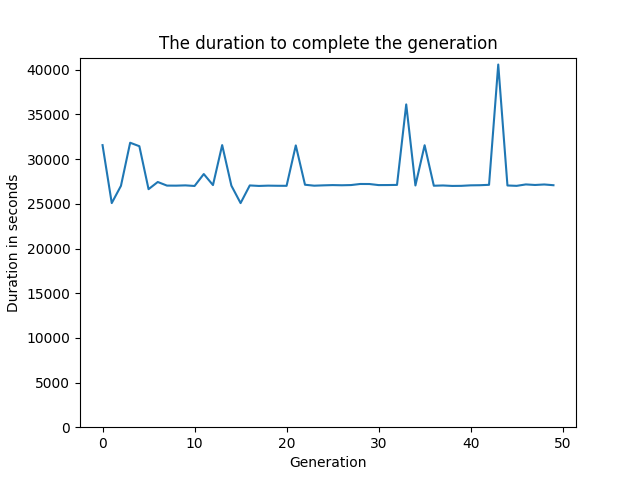 The duration to complete the generation
40000
35000
30000
25000
20000
15000
10000
5000
0
Duration in seconds
0 10 20 30 40 50
Generation